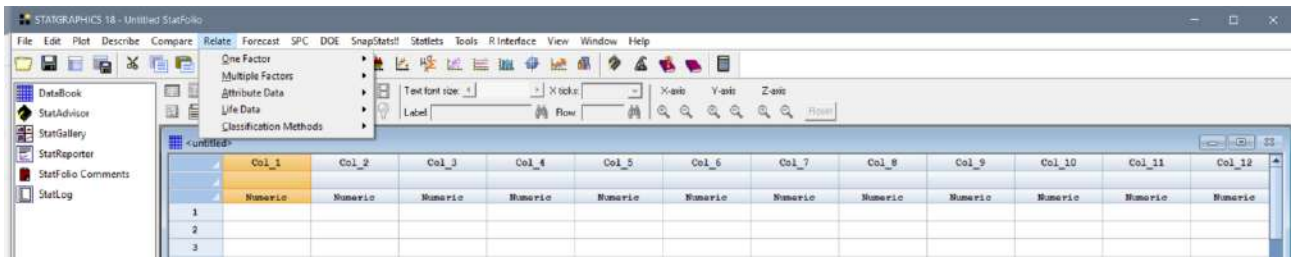 STATGRAPHICS 18 - Untitled StatFolio
File Edit Plot Describe Compare Relate Forecast SPC DOE SnapStats!! Statlets Tools R Interface View Window Help
One Factor
Multiple Factors
Attribute Data
Life Data
Classification Methods
DataBook
StatAdvisor
StatGallery
StatReporter
StatFolio Comments
StatLog
Text font size: X ticks: X-axis Y-axis Z-axis
Label Row Reset
<untitled>
Col_1 Col_2 Col_3 Col_4 Col_5 Col_6 Col_7 Col_8 Col_9 Col_10 Col_11 Col_12
Numeric Numeric Numeric Numeric Numeric Numeric Numeric Numeric Numeric Numeric Numeric Numeric
1
2
3